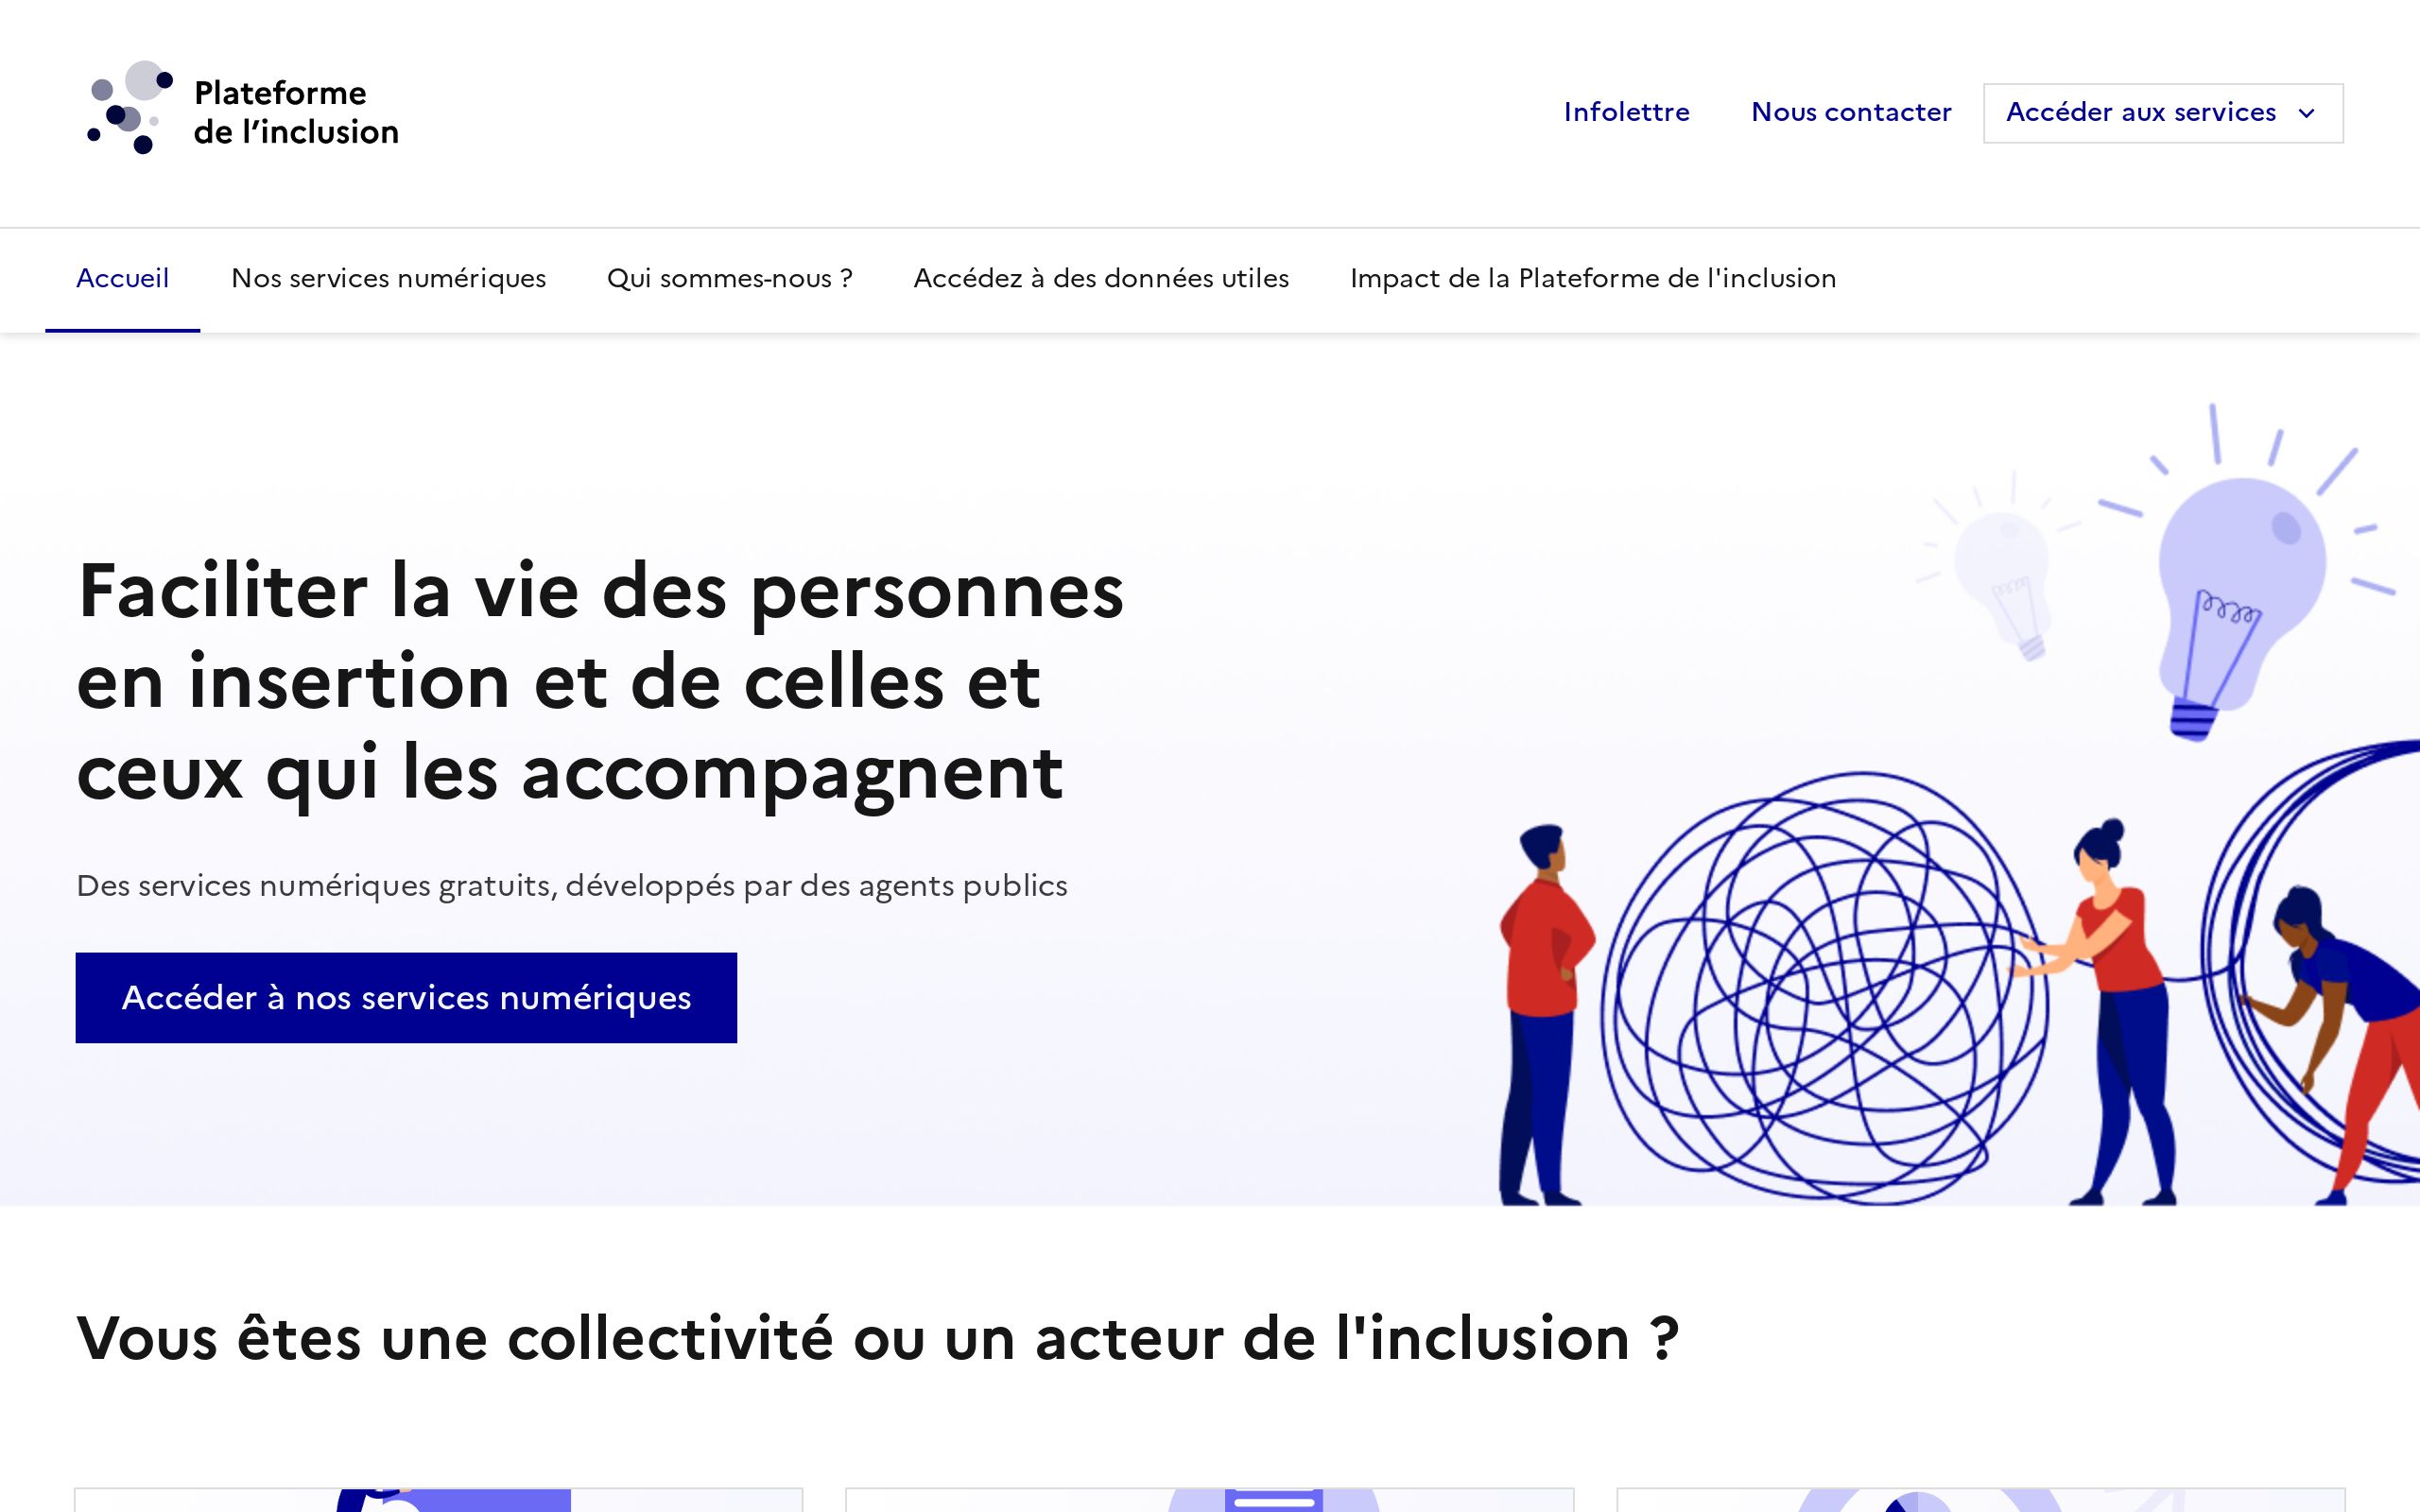 Plateforme
de l’inclusion
Infolettre
Nous contacter
Accéder aux services
Accueil
Nos services numériques
Qui sommes-nous ?
Accédez à des données utiles
Impact de la Plateforme de l'inclusion
Faciliter la vie des personnes
en insertion et de celles et
ceux qui les accompagnent
Des services numériques gratuits, développés par des agents publics
Accéder à nos services numériques
Vous êtes une collectivité ou un acteur de l'inclusion ?